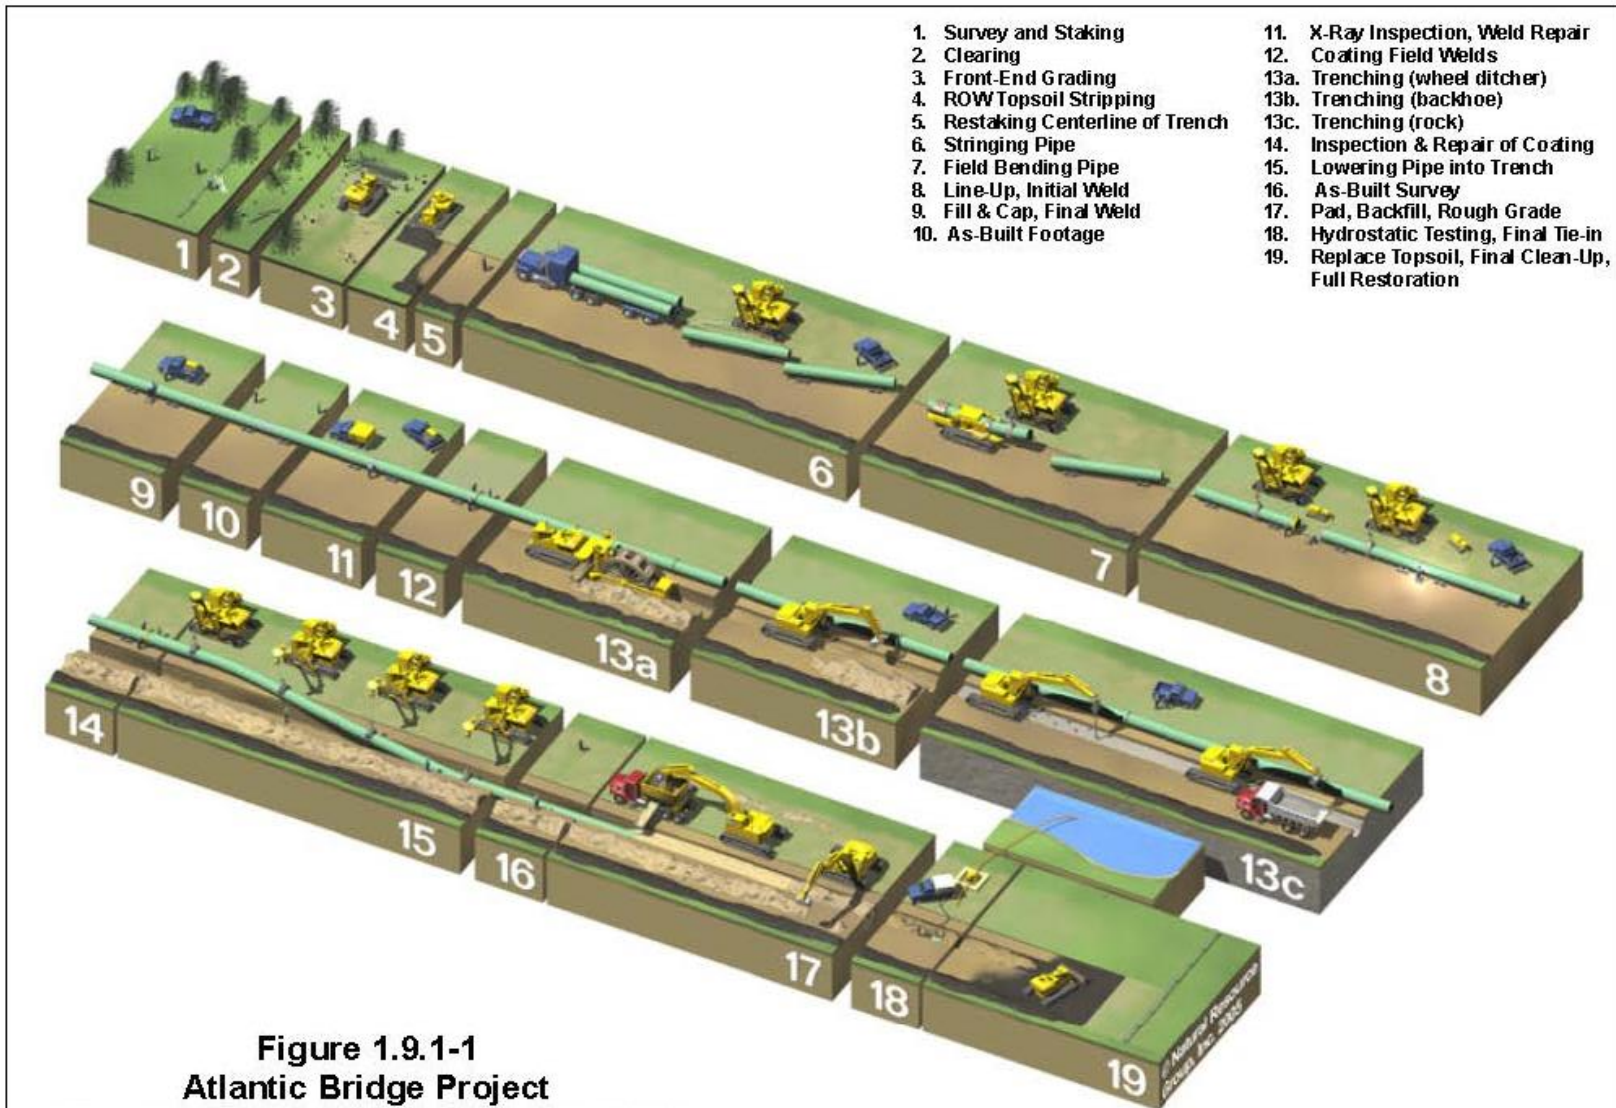 1. Survey and Staking
2. Clearing
3. Front-End Grading
4. ROW Topsoil Stripping
5. Restaking Centerline of Trench
6. Stringing Pipe
7. Field Bending Pipe
8. Line-Up, Initial Weld
9. Fill & Cap, Final Weld
10. As-Built Footage
11. X-Ray Inspection, Weld Repair
12. Coating Field Welds
13a. Trenching (wheel ditcher)
13b. Trenching (backhoe)
13c. Trenching (rock)
14. Inspection & Repair of Coating
15. Lowering Pipe into Trench
16. As-Built Survey
17. Pad, Backfill, Rough Grade
18. Hydrostatic Testing, Final Tie-in
19. Replace Topsoil, Final Clean-Up,
Full Restoration
1
2
3
4
5
6
7
8
9
10
11
12
13a
13b
13c
14
15
16
17
18
19
© Natural Resource
Group, Inc. 2005
Figure 1.9.1-1
Atlantic Bridge Project